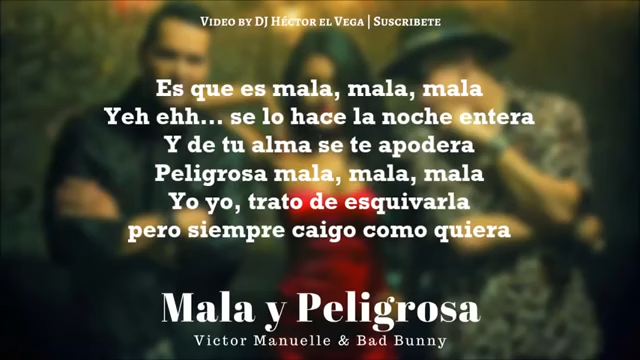 Video by DJ Héctor el Vega | Suscribete
Es que es mala, mala, mala
Yeh ehh... se lo hace la noche entera
Y de tu alma se te apodera
Peligrosa mala, mala, mala
Yo yo, trato de esquivarla
pero siempre caigo como quiera
Mala y Peligrosa
Victor Manuelle & Bad Bunny